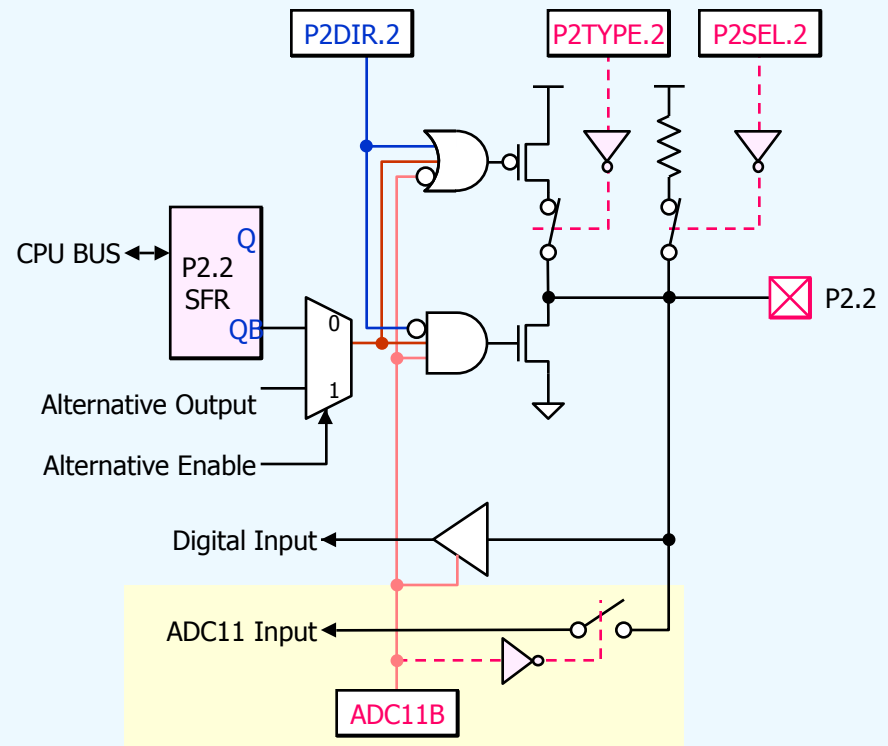 P2DIR.2
P2TYPE.2
P2SEL.2
CPU BUS
Q
P2.2
SFR
QB
0
1
P2.2
Alternative Output
Alternative Enable
Digital Input
ADC11 Input
ADC11B